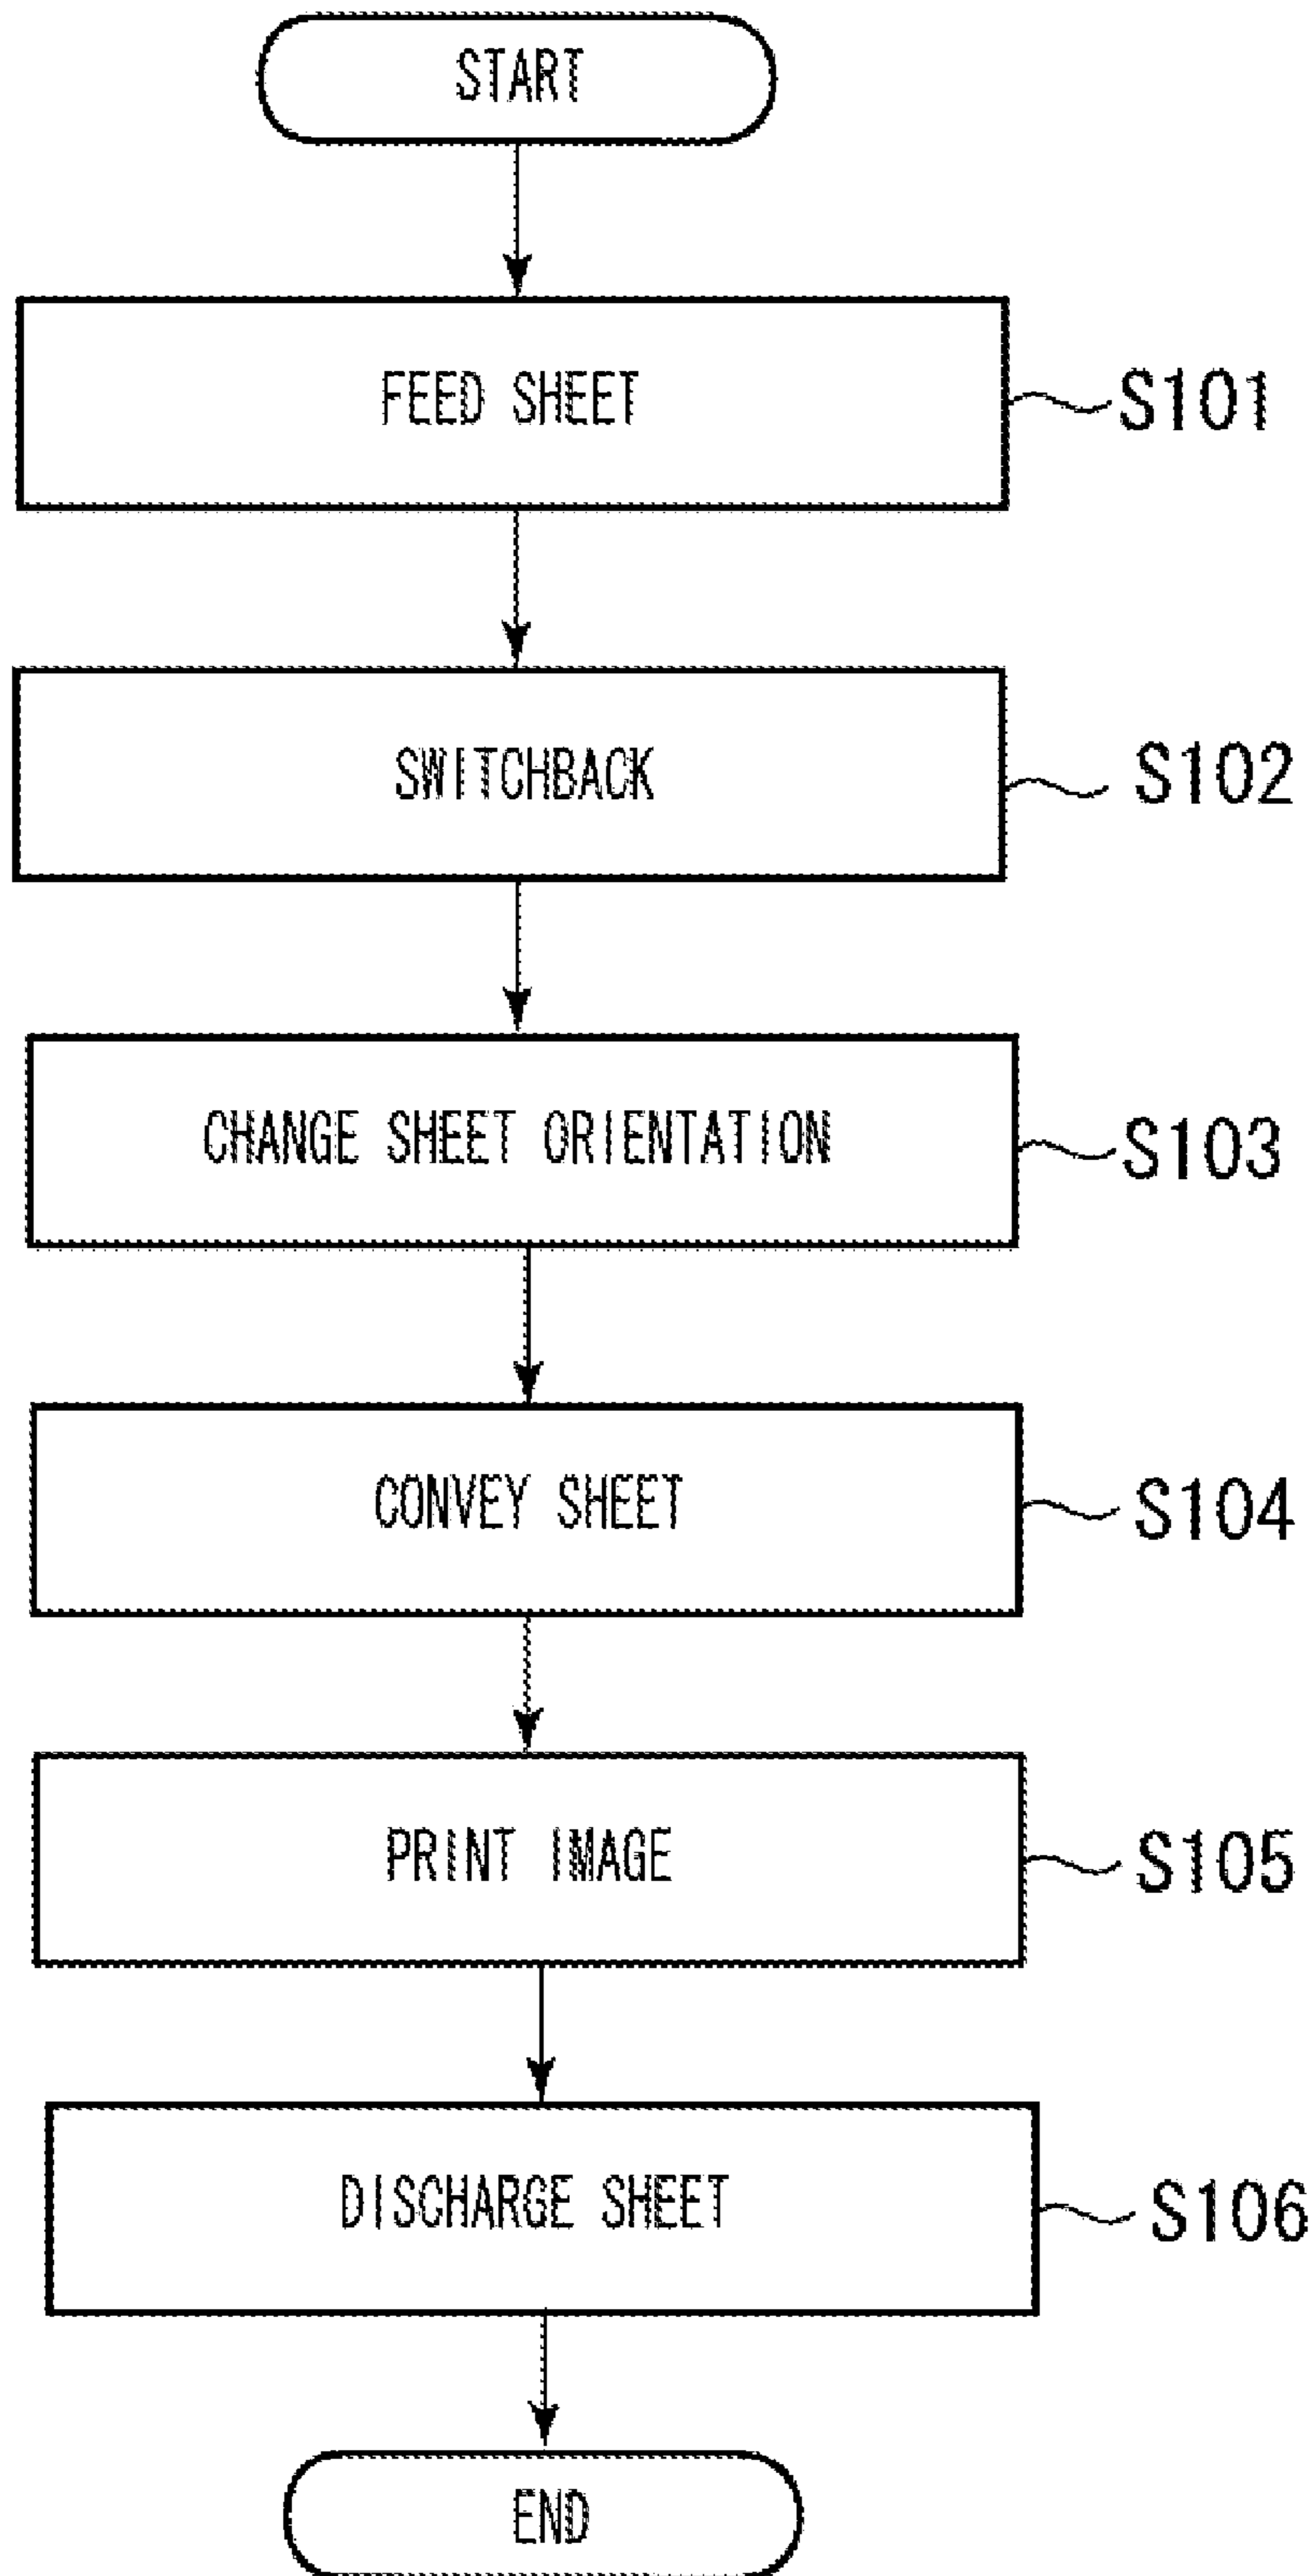 START
FEED SHEET S101
SWITCHBACK S102
CHANGE SHEET ORIENTATION S103
CONVEY SHEET S104
PRINT IMAGE S105
DISCHARGE SHEET S106
END